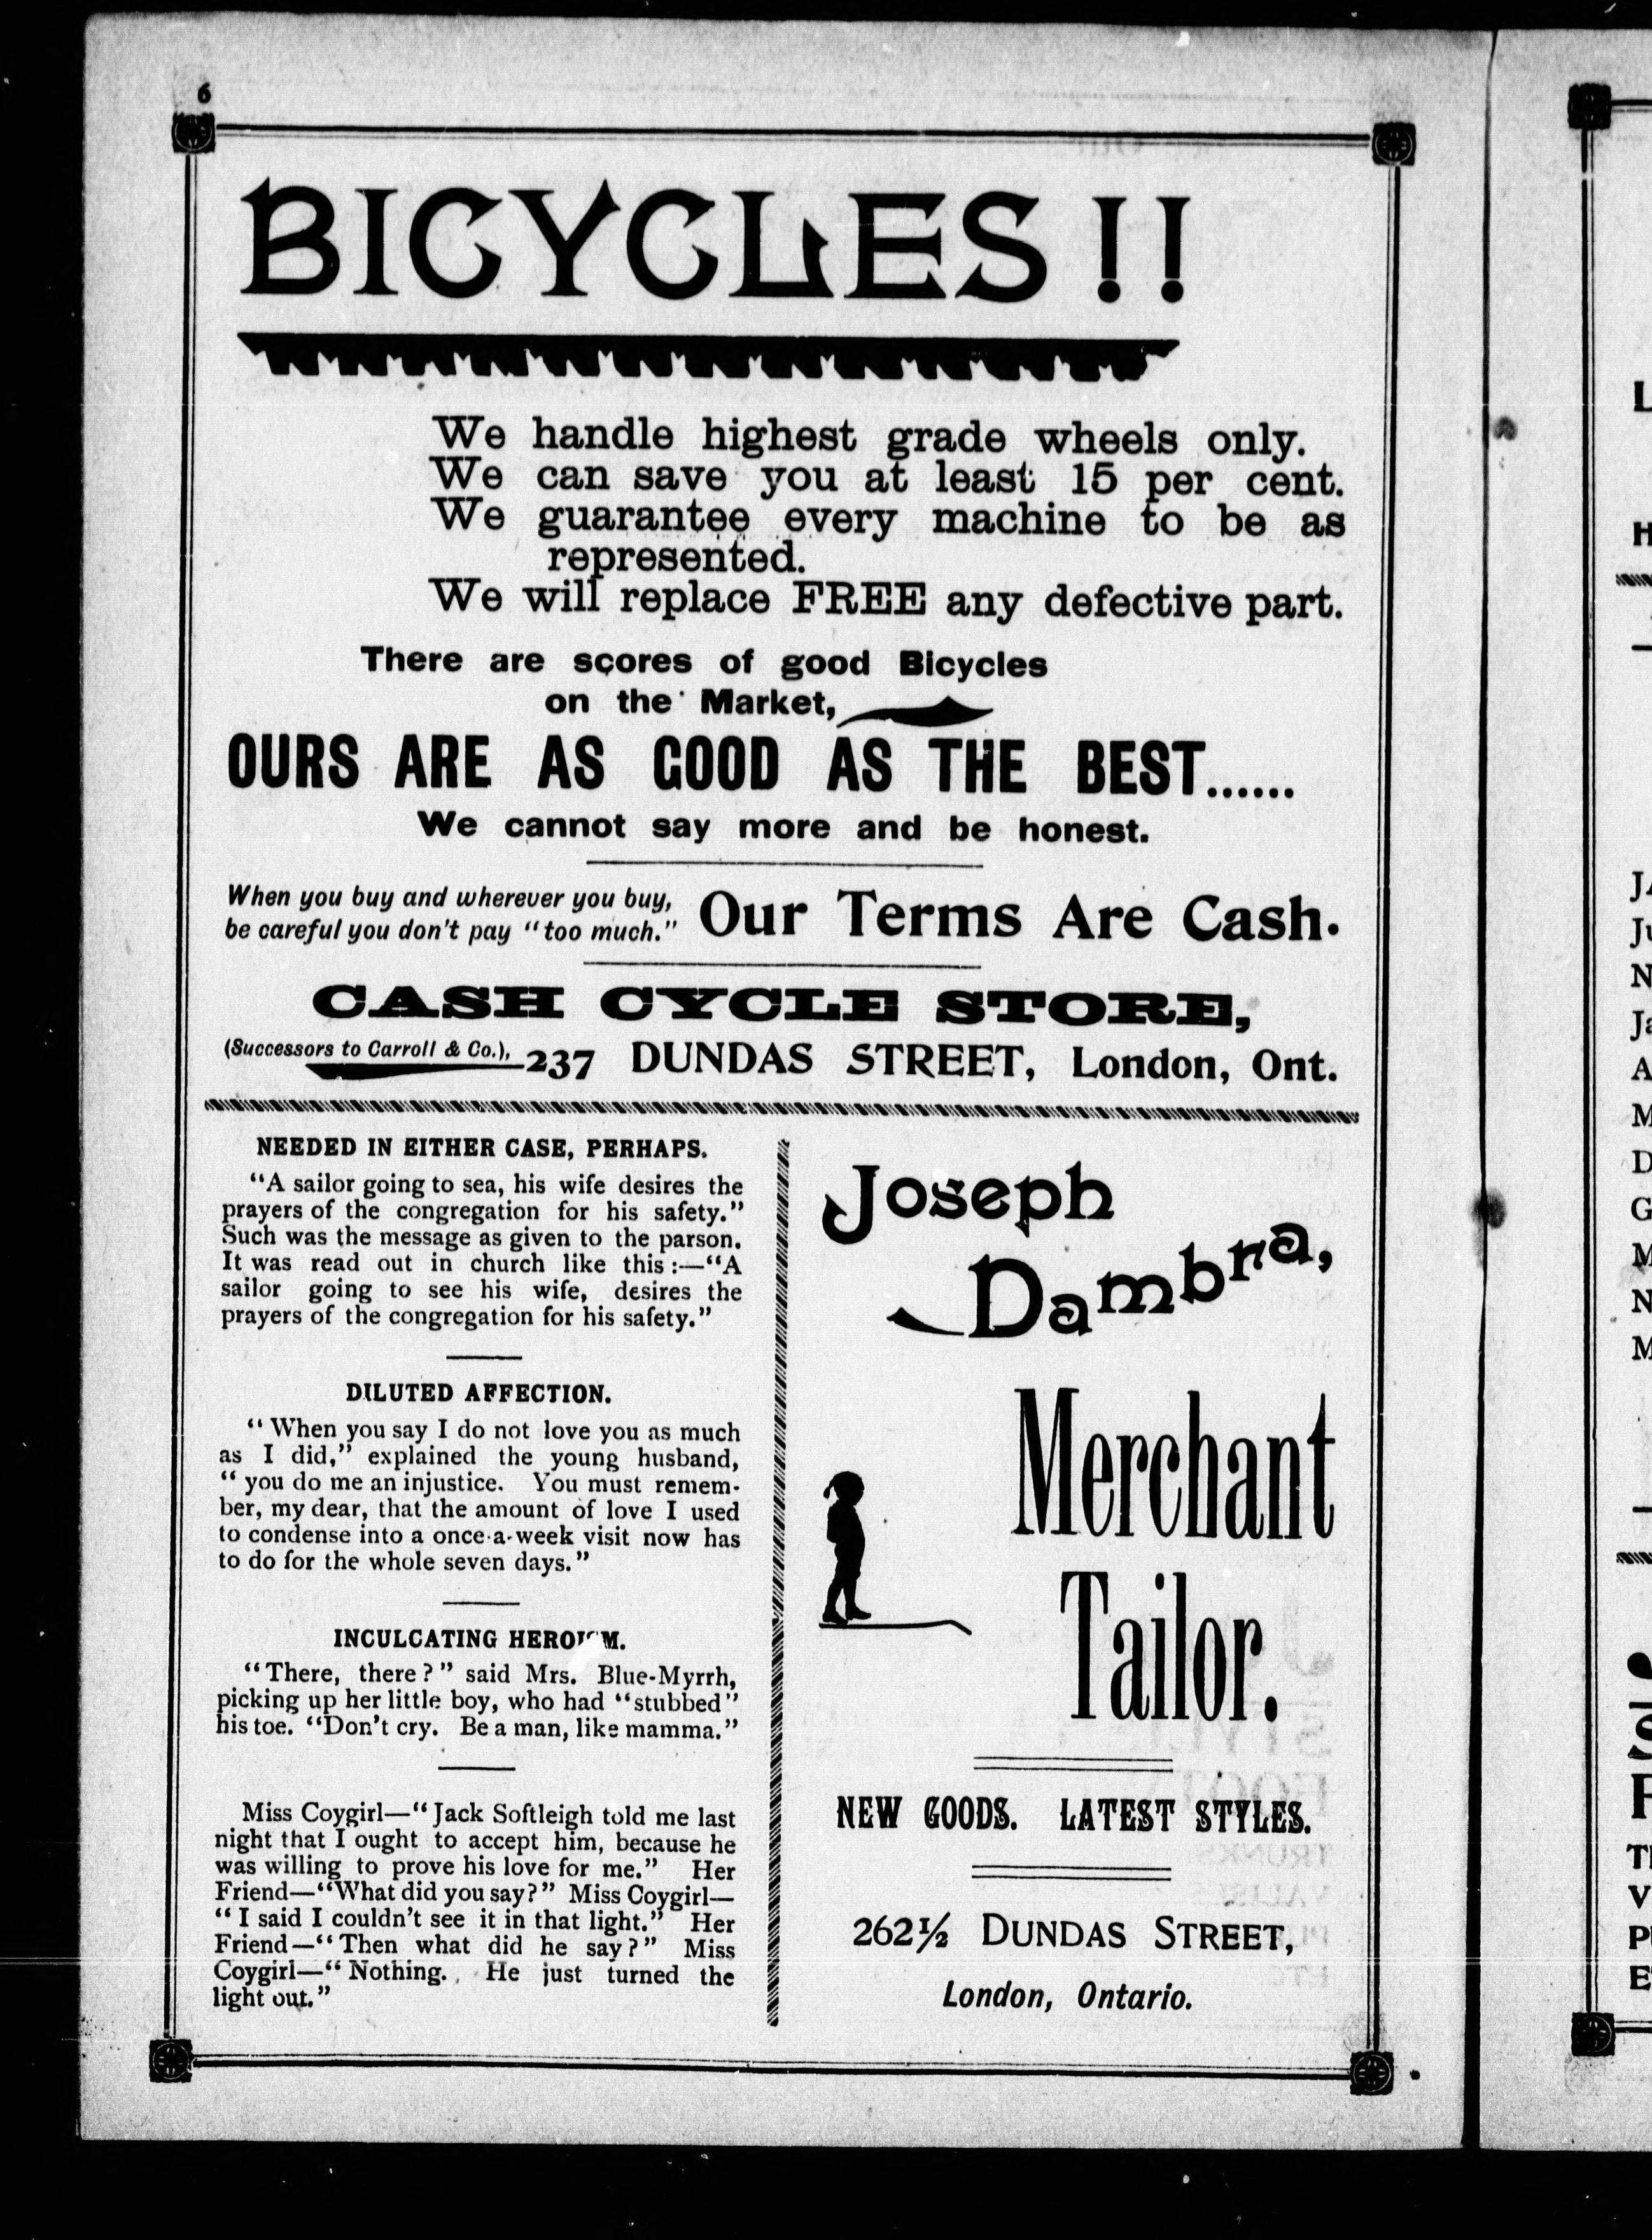 6
BICYCLES !!
We handle highest grade wheels only.
We can save you at least 15 per cent.
We guarantee every machine to be as
represented.
We will replace FREE any defective part.
There are scores of good Bicycles
on the Market,
OURS ARE AS GOOD AS THE BEST......
We cannot say more and be honest.
When you buy and wherever you buy,
be careful you don't pay "too much."
Our Terms Are Cash.
CASH CYCLE STORE,
(Successors to Carroll & Co.), 237 DUNDAS STREET, London, Ont.
NEEDED IN EITHER CASE, PERHAPS.
"A sailor going to sea, his wife desires the
prayers of the congregation for his safety."
Such was the message as given to the parson.
It was read out in church like this :—"A
sailor going to see his wife, desires the
prayers of the congregation for his safety."
DILUTED AFFECTION.
"When you say I do not love you as much
as I did," explained the young husband,
"you do me an injustice. You must remem-
ber, my dear, that the amount of love I used
to condense into a once-a-week visit now has
to do for the whole seven days."
INCULCATING HEROISM.
"There, there?" said Mrs. Blue-Myrrh,
picking up her little boy, who had "stubbed"
his toe. "Don't cry. Be a man, like mamma."
Miss Coygirl—"Jack Softleigh told me last
night that I ought to accept him, because he
was willing to prove his love for me." Her
Friend—"What did you say?" Miss Coygirl—
"I said I couldn't see it in that light." Her
Friend—"Then what did he say?" Miss
Coygirl—"Nothing. He just turned the
light out."
Joseph
Dambra,
Merchant
Tailor.
NEW GOODS. LATEST STYLES.
262½ DUNDAS STREET,
London, Ontario.